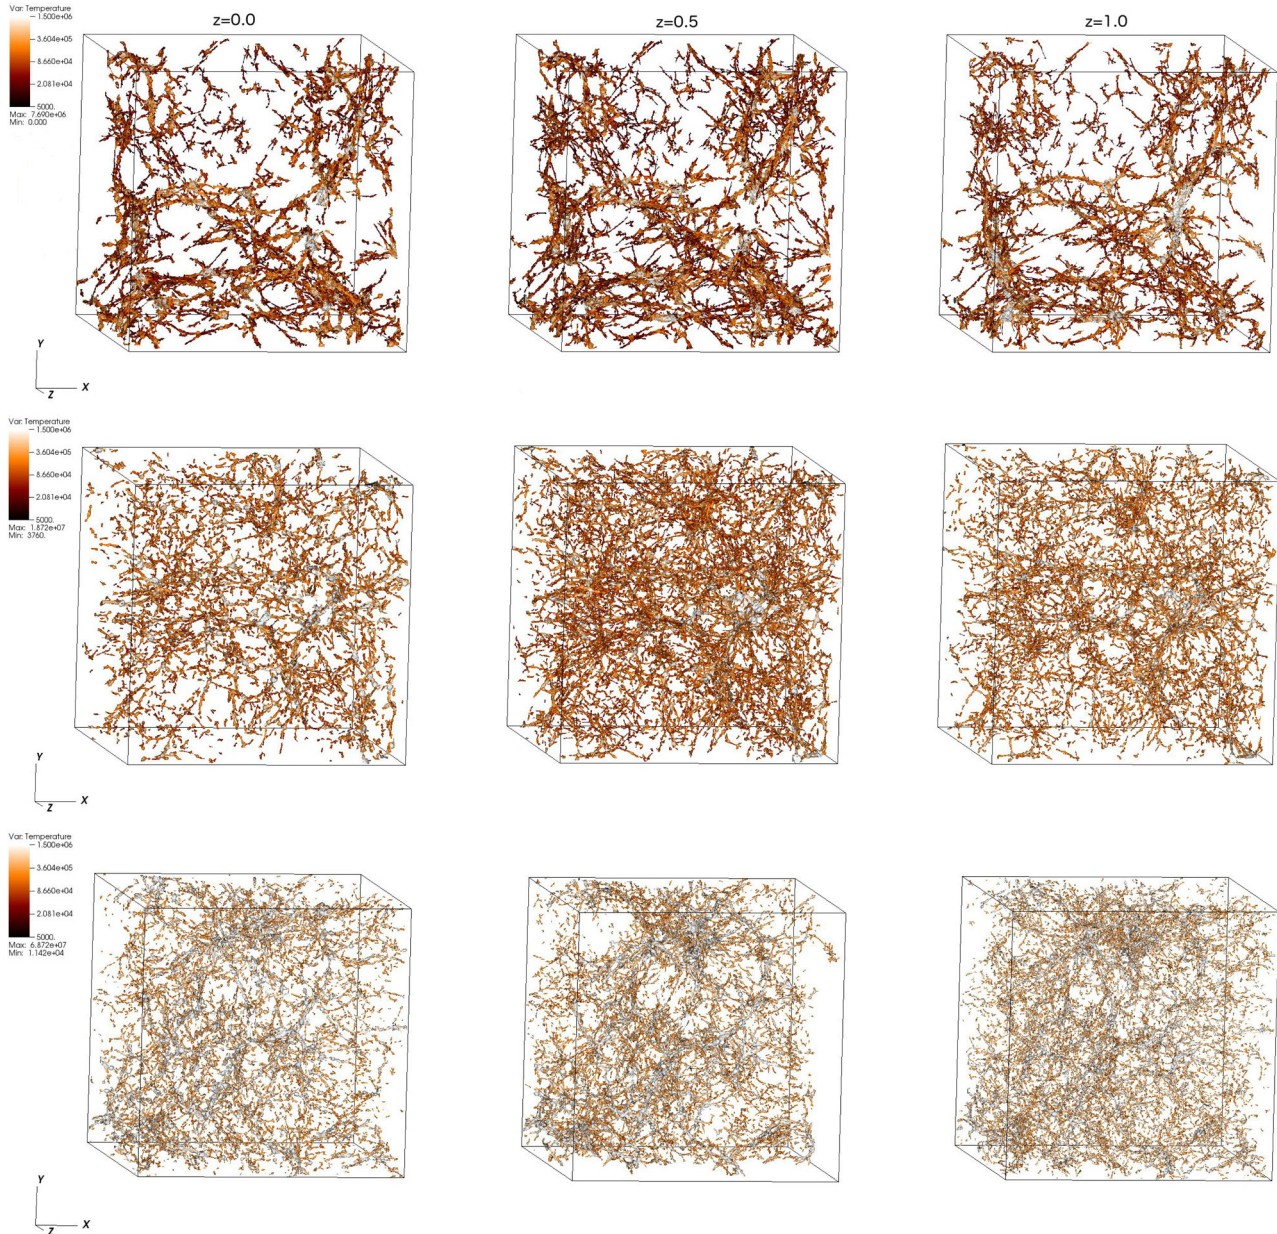 z=0.0
z=0.5
z=1.0
Var: Temperature
1.500e+06
3.604e+05
8.660e+04
2.081e+04
5000.
Max: 7.690e+06
Min: 0.000
Y
Z
X
Var: Temperature
1.500e+06
3.604e+05
8.660e+04
2.081e+04
5000.
Max: 1.872e+07
Min: 3760.
Y
Z
X
Var: Temperature
1.500e+06
3.604e+05
8.660e+04
2.081e+04
5000.
Max: 6.872e+07
Min: 1.142e+04
Y
Z
X